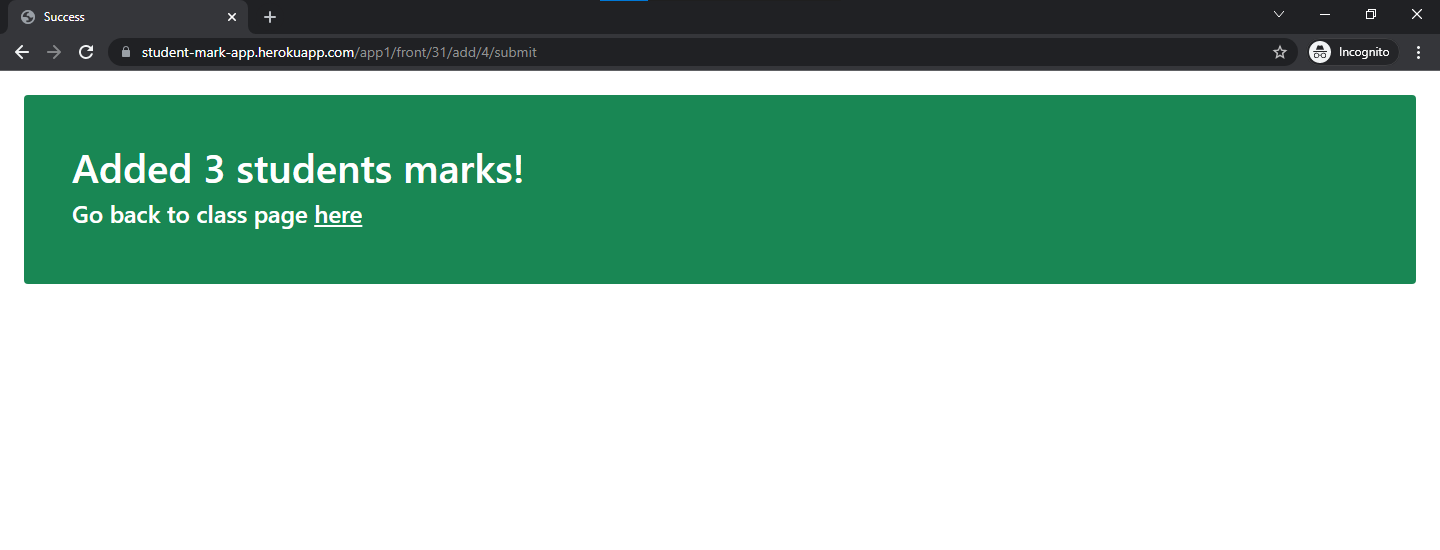 Success
student-mark-app.herokuapp.com/app1/front/31/add/4/submit
Incognito
Added 3 students marks!
Go back to class page here